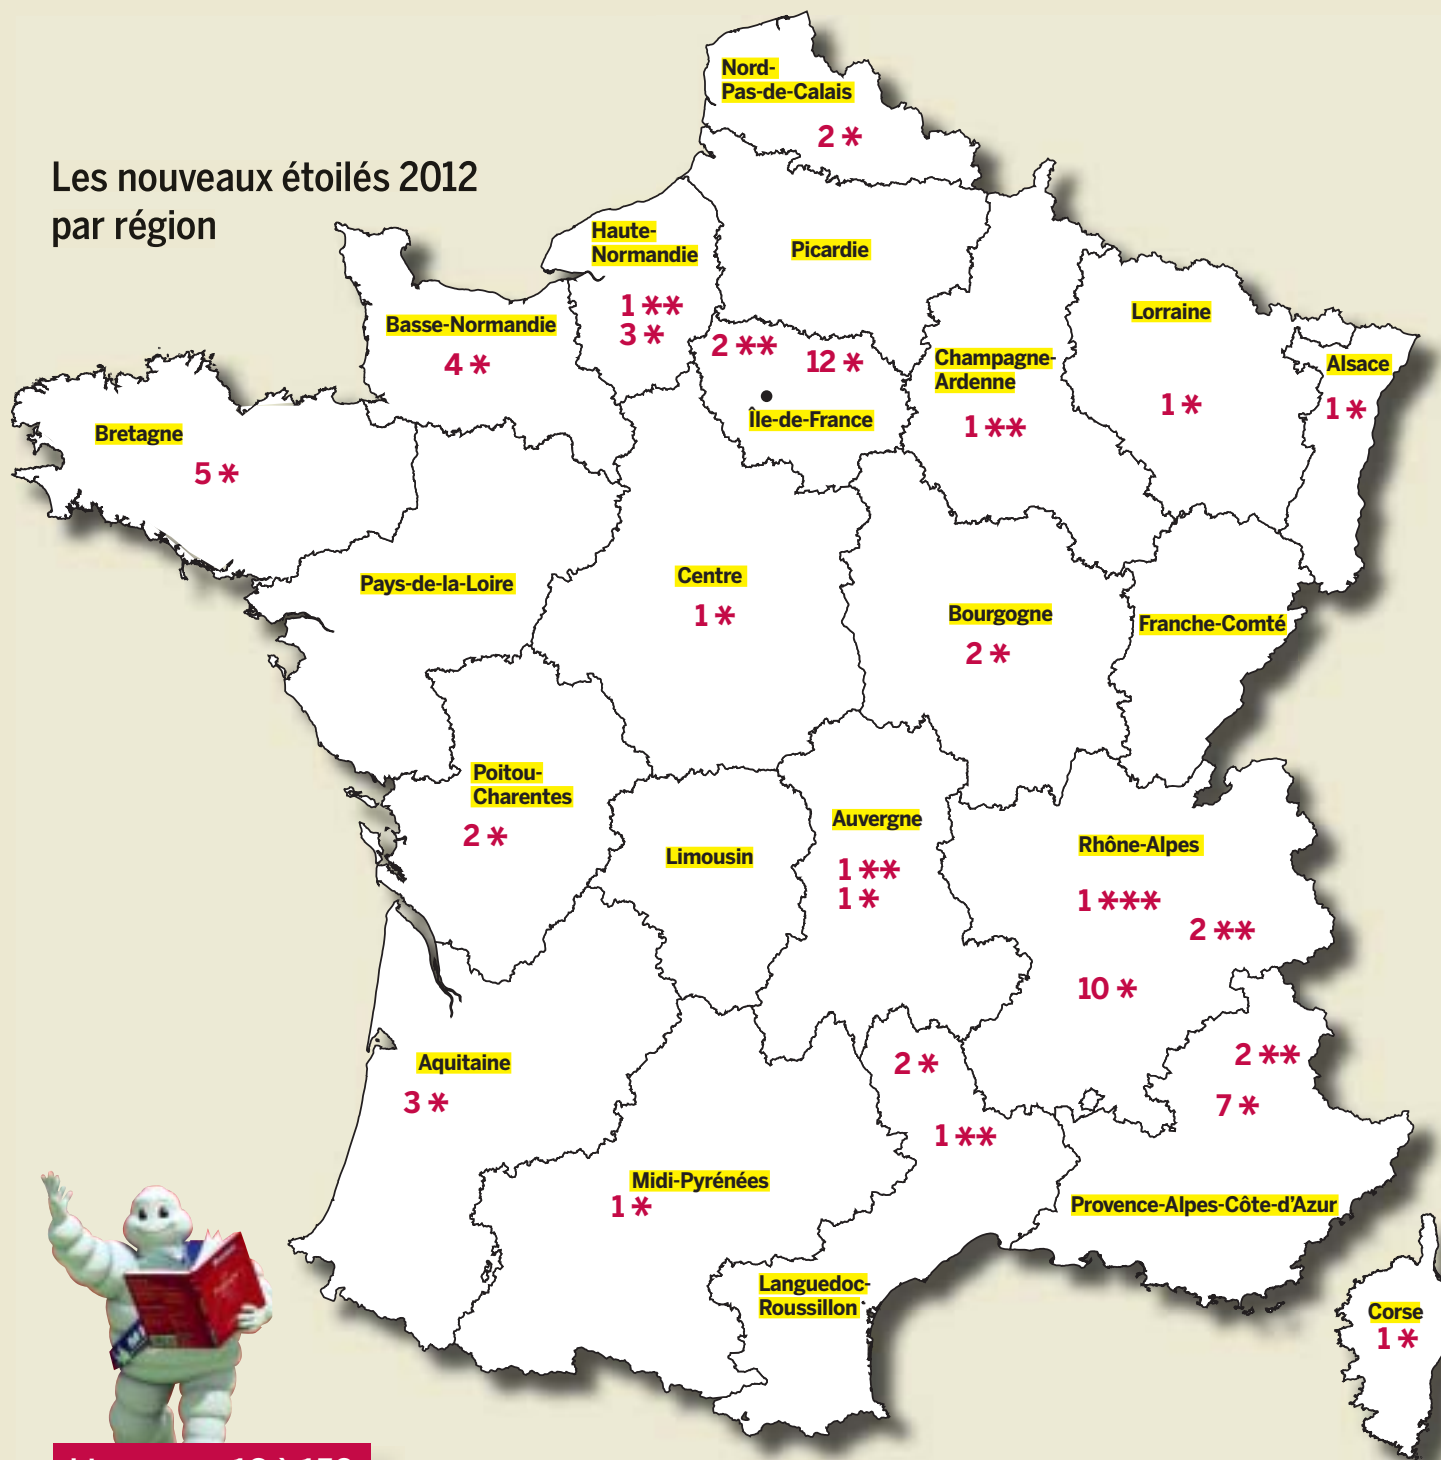 Les nouveaux étoilés 2012
par région
Nord-
Pas-de-Calais
2 *
Haute-
Normandie
1 **
3 *
Picardie
Basse-Normandie
4 *
2 **
12 *
Île-de-France
Champagne-
Ardenne
1 **
Lorraine
1 *
Alsace
1 *
Bretagne
5 *
Pays-de-la-Loire
Centre
1 *
Bourgogne
2 *
Franche-Comté
Poitou-
Charentes
2 *
Limousin
Auvergne
1 **
1 *
Rhône-Alpes
1 ***
2 **
10 *
Aquitaine
3 *
2 *
1 **
2 **
7 *
Midi-Pyrénées
1 *
Provence-Alpes-Côte-d'Azur
Languedoc-
Roussillon
Corse
1 *